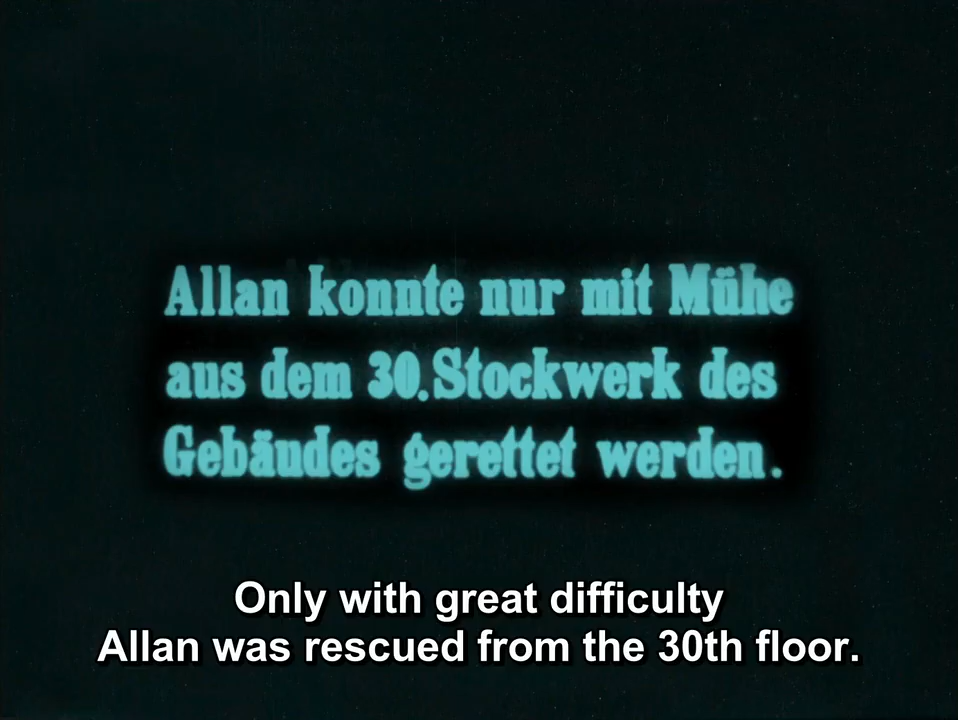 Allan konnte nur mit Mühe
aus dem 30. Stockwerk des
Gebäudes gerettet werden.
Only with great difficulty
Allan was rescued from the 30th floor.